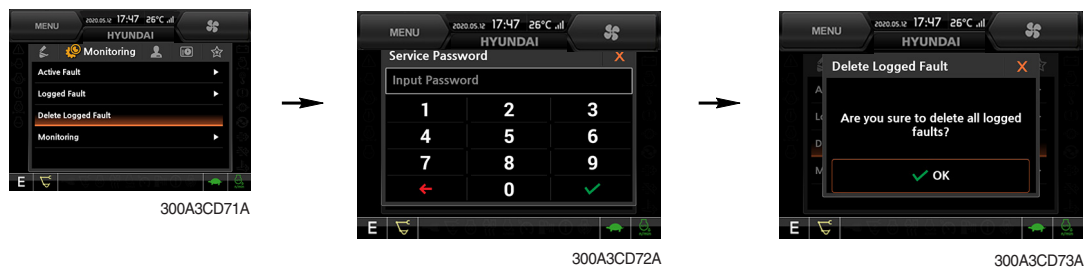 MENU
2020.05.12 17:47 26°C
HYUNDAI
Monitoring
Active Fault
Logged Fault
Delete Logged Fault
Monitoring
E
300A3CD71A
MENU
2020.05.12 17:47 26°C
HYUNDAI
Service Password X
Input Password
1 2 3
4 5 6
7 8 9
0
E
300A3CD72A
MENU
2020.05.12 17:47 26°C
HYUNDAI
Delete Logged Fault X
Are you sure to delete all logged
faults?
OK
E
300A3CD73A